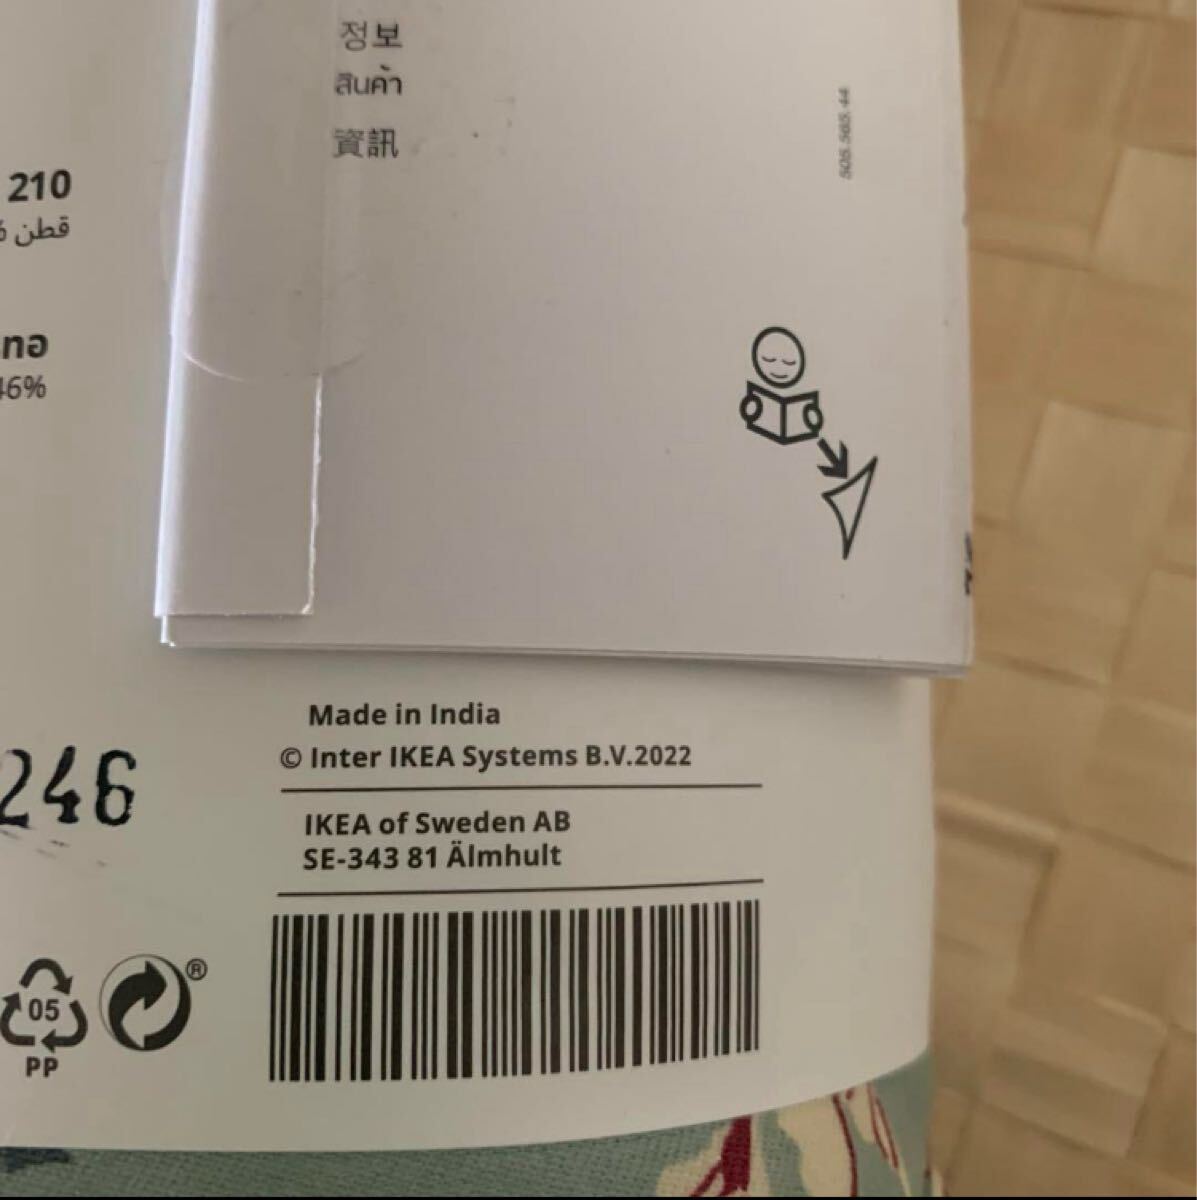 정보
สินค้า
資訊
505.565.44
210
قطن %
ทอ
46%
Made in India
© Inter IKEA Systems B.V.2022
IKEA of Sweden AB
SE-343 81 Älmhult
246
05
PP
®